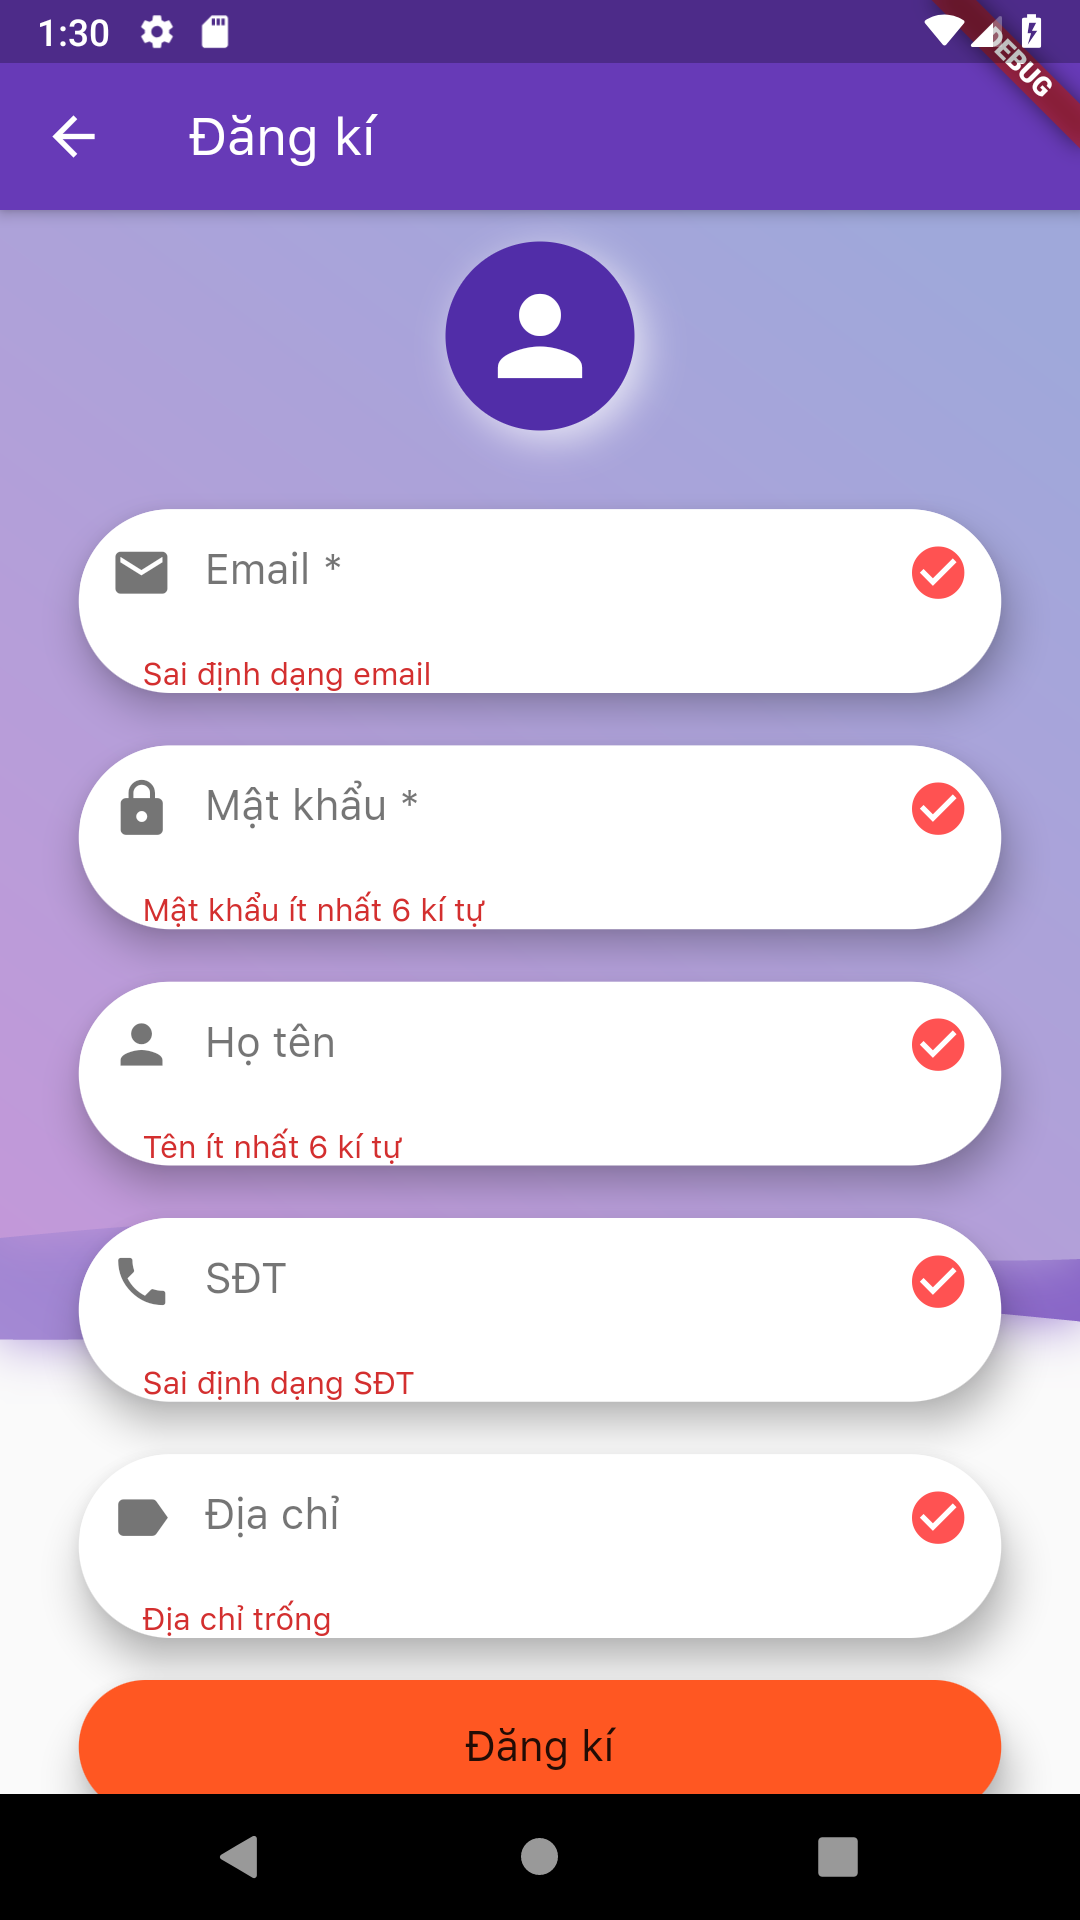 1:30
DEBUG
Đăng kí
Email *
Sai định dạng email
Mật khẩu *
Mật khẩu ít nhất 6 kí tự
Họ tên
Tên ít nhất 6 kí tự
SĐT
Sai định dạng SĐT
Địa chỉ
Địa chỉ trống
Đăng kí